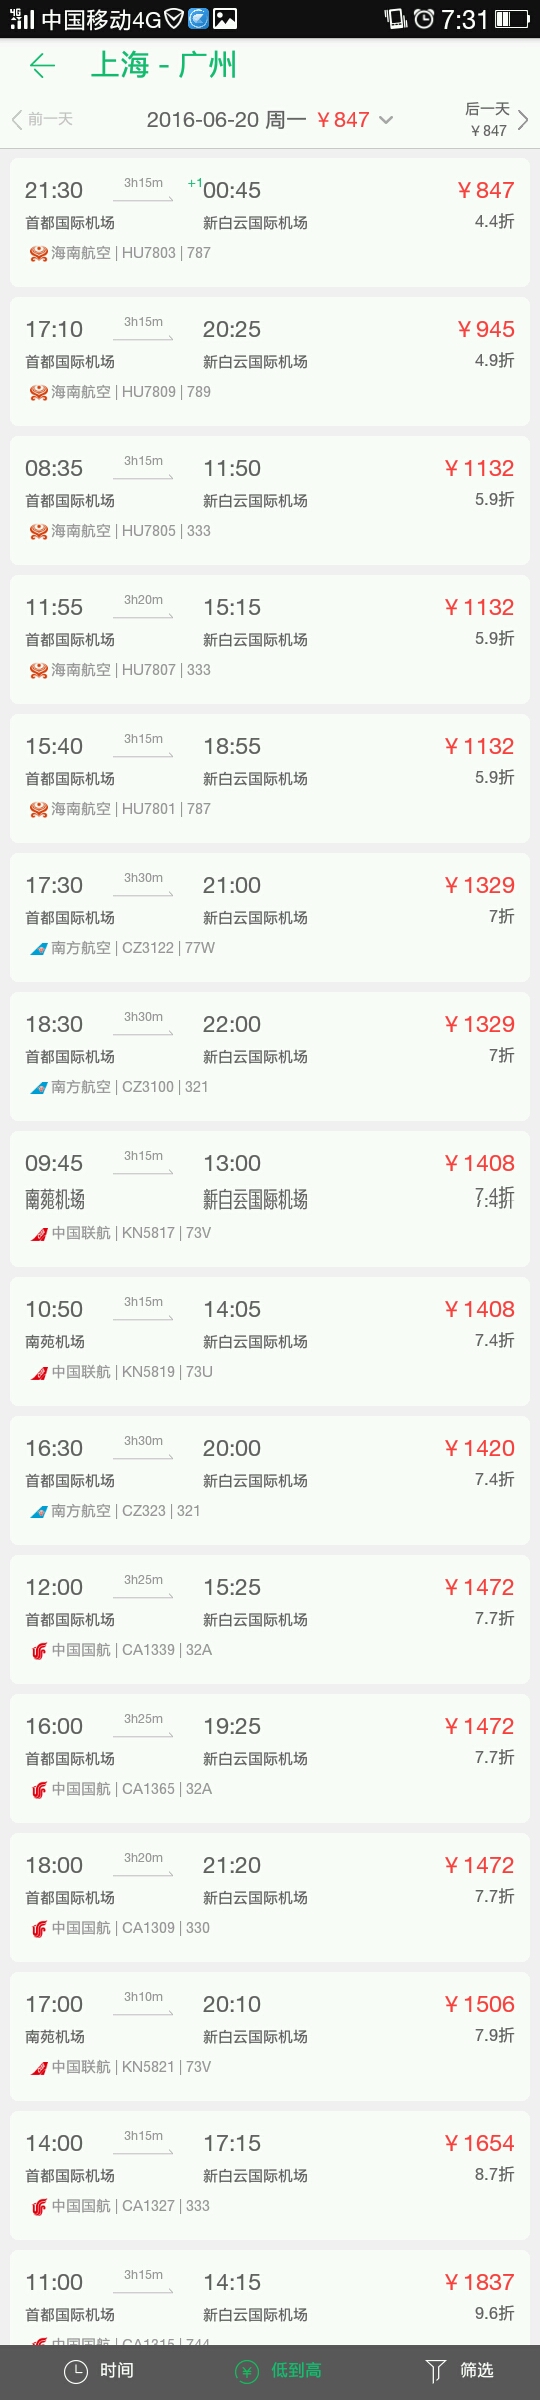 中国移动4G 7:31
上海 - 广州
前一天 2016-06-20 周一 ￥847 后一天 ￥847
21:30 3h15m +1 00:45 ￥847
首都国际机场 新白云国际机场 4.4折
海南航空 | HU7803 | 787
17:10 3h15m 20:25 ￥945
首都国际机场 新白云国际机场 4.9折
海南航空 | HU7809 | 789
08:35 3h15m 11:50 ￥1132
首都国际机场 新白云国际机场 5.9折
海南航空 | HU7805 | 333
11:55 3h20m 15:15 ￥1132
首都国际机场 新白云国际机场 5.9折
海南航空 | HU7807 | 333
15:40 3h15m 18:55 ￥1132
首都国际机场 新白云国际机场 5.9折
海南航空 | HU7801 | 787
17:30 3h30m 21:00 ￥1329
首都国际机场 新白云国际机场 7折
南方航空 | CZ3122 | 77W
18:30 3h30m 22:00 ￥1329
首都国际机场 新白云国际机场 7折
南方航空 | CZ3100 | 321
09:45 3h15m 13:00 ￥1408
南苑机场 新白云国际机场 7.4折
中国联航 | KN5817 | 73V
10:50 3h15m 14:05 ￥1408
南苑机场 新白云国际机场 7.4折
中国联航 | KN5819 | 73U
16:30 3h30m 20:00 ￥1420
首都国际机场 新白云国际机场 7.4折
南方航空 | CZ323 | 321
12:00 3h25m 15:25 ￥1472
首都国际机场 新白云国际机场 7.7折
中国国航 | CA1339 | 32A
16:00 3h25m 19:25 ￥1472
首都国际机场 新白云国际机场 7.7折
中国国航 | CA1365 | 32A
18:00 3h20m 21:20 ￥1472
首都国际机场 新白云国际机场 7.7折
中国国航 | CA1309 | 330
17:00 3h10m 20:10 ￥1506
南苑机场 新白云国际机场 7.9折
中国联航 | KN5821 | 73V
14:00 3h15m 17:15 ￥1654
首都国际机场 新白云国际机场 8.7折
中国国航 | CA1327 | 333
11:00 3h15m 14:15 ￥1837
首都国际机场 新白云国际机场 9.6折
中国国航 | CA1315 | 744
时间 低到高 筛选